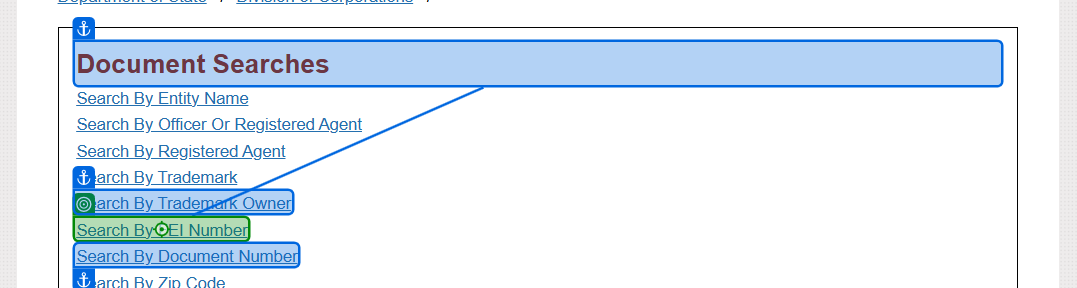 Department of State / Division of Corporations /
Document Searches
Search By Entity Name
Search By Officer Or Registered Agent
Search By Registered Agent
Search By Trademark
Search By Trademark Owner
Search By FEI Number
Search By Document Number
Search By Zip Code